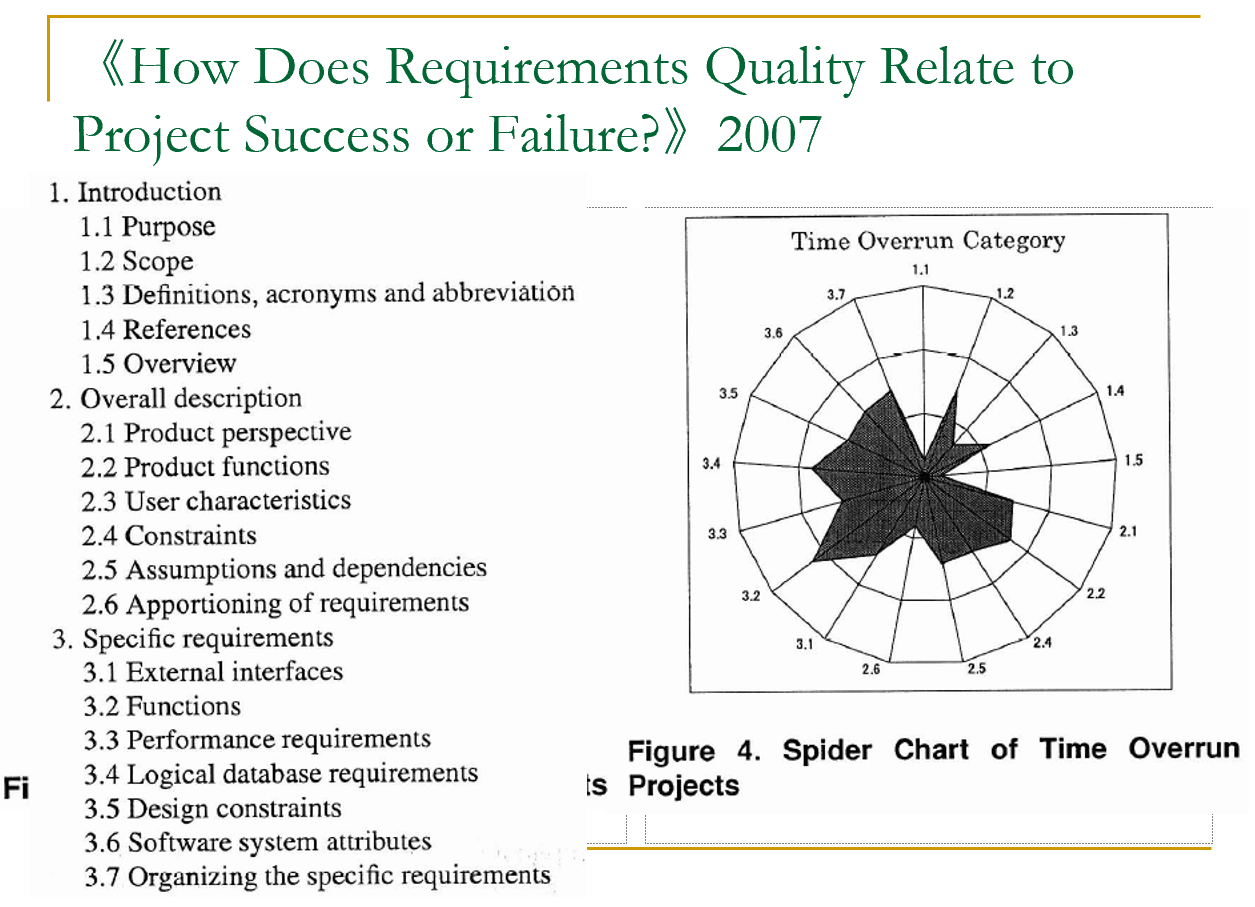 《How Does Requirements Quality Relate to
Project Success or Failure?》 2007
1. Introduction
1.1 Purpose
1.2 Scope
1.3 Definitions, acronyms and abbreviation
1.4 References
1.5 Overview
2. Overall description
2.1 Product perspective
2.2 Product functions
2.3 User characteristics
2.4 Constraints
2.5 Assumptions and dependencies
2.6 Apportioning of requirements
3. Specific requirements
3.1 External interfaces
3.2 Functions
3.3 Performance requirements
3.4 Logical database requirements
3.5 Design constraints
3.6 Software system attributes
3.7 Organizing the specific requirements
Fi
ts
Time Overrun Category
1.1
1.2
1.3
1.4
1.5
2.1
2.2
2.4
2.5
2.6
3.1
3.2
3.3
3.4
3.5
3.6
3.7
Figure 4. Spider Chart of Time Overrun
Projects